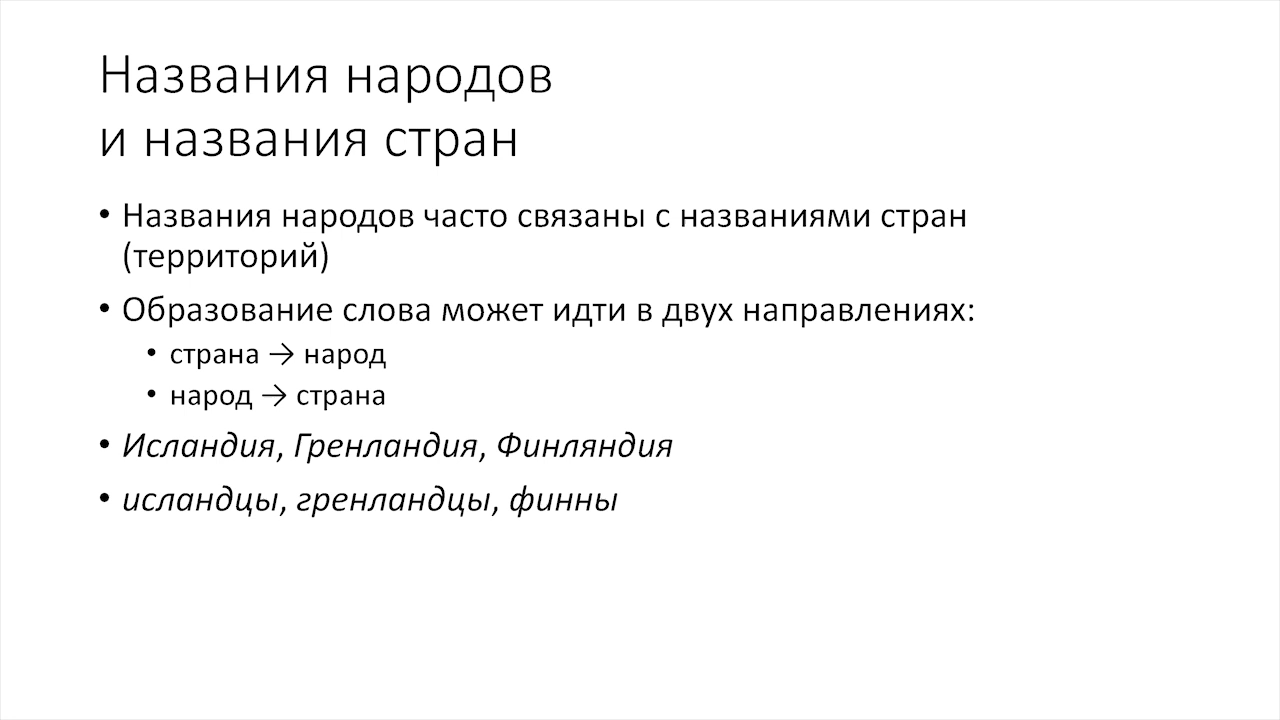 Названия народов
и названия стран
• Названия народов часто связаны с названиями стран
(территорий)
• Образование слова может идти в двух направлениях:
• страна → народ
• народ → страна
• Исландия, Гренландия, Финляндия
• исландцы, гренландцы, финны